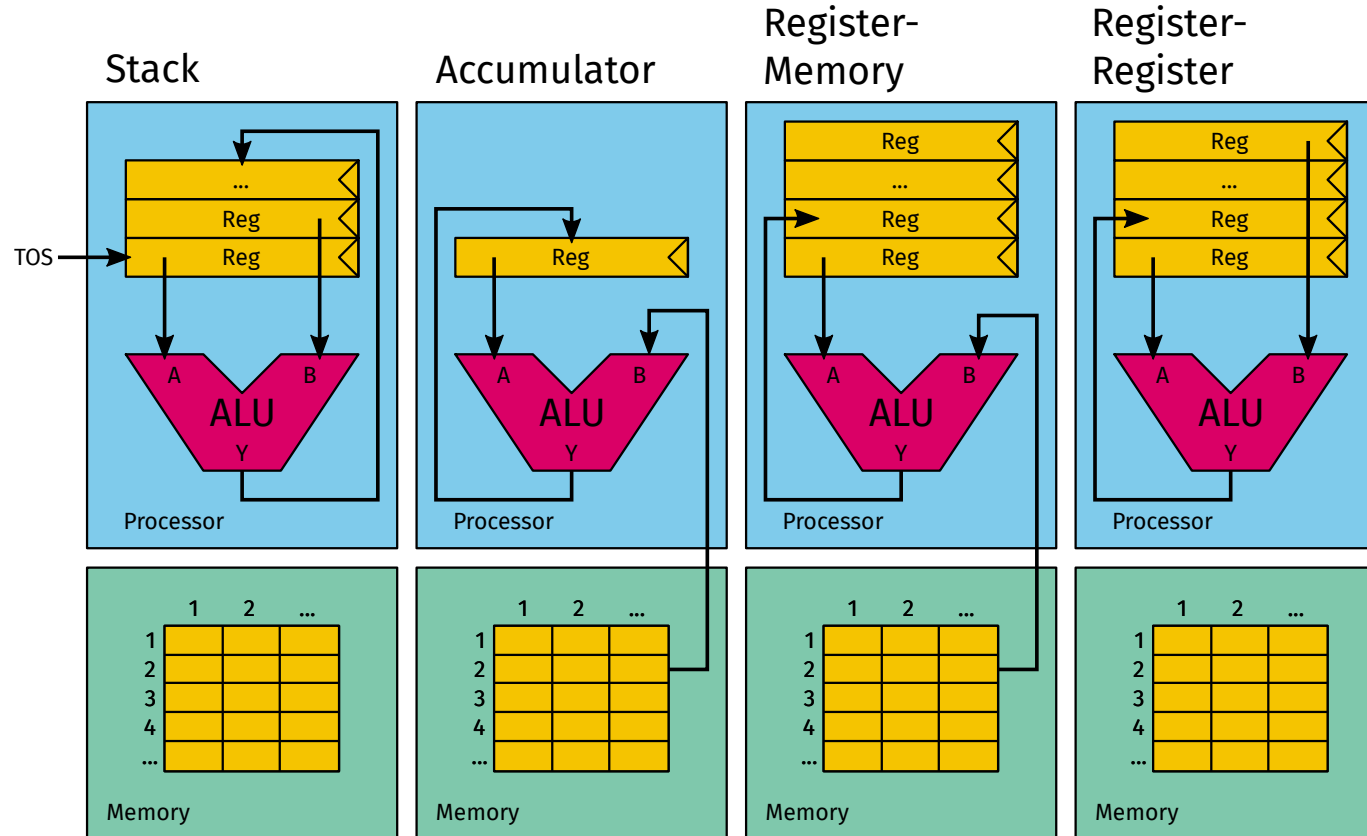 Stack
Accumulator
Register-
Memory
Register-
Register
TOS
...
Reg
Reg
A
B
ALU
Y
Processor
Reg
A
B
ALU
Y
Processor
Reg
...
Reg
Reg
A
B
ALU
Y
Processor
Reg
...
Reg
Reg
A
B
ALU
Y
Processor
1 2 ...
1
2
3
4
...
Memory
1 2 ...
1
2
3
4
...
Memory
1 2 ...
1
2
3
4
...
Memory
1 2 ...
1
2
3
4
...
Memory